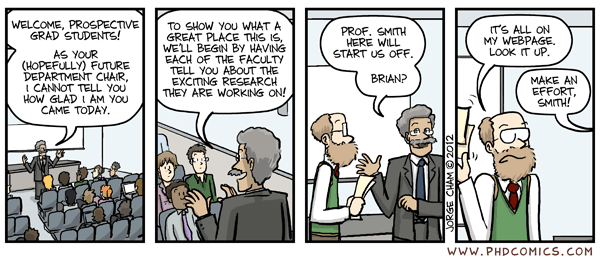 WELCOME, PROSPECTIVE
GRAD STUDENTS!
AS YOUR
(HOPEFULLY) FUTURE
DEPARTMENT CHAIR,
I CANNOT TELL YOU
HOW GLAD I AM YOU
CAME TODAY.
TO SHOW YOU WHAT A
GREAT PLACE THIS IS,
WE'LL BEGIN BY HAVING
EACH OF THE FACULTY
TELL YOU ABOUT THE
EXCITING RESEARCH
THEY ARE WORKING ON!
PROF. SMITH
HERE WILL
START US OFF.
BRIAN?
IT'S ALL ON
MY WEBPAGE.
LOOK IT UP.
MAKE AN
EFFORT,
SMITH!
JORGE CHAM © 2012
WWW.PHDCOMICS.COM